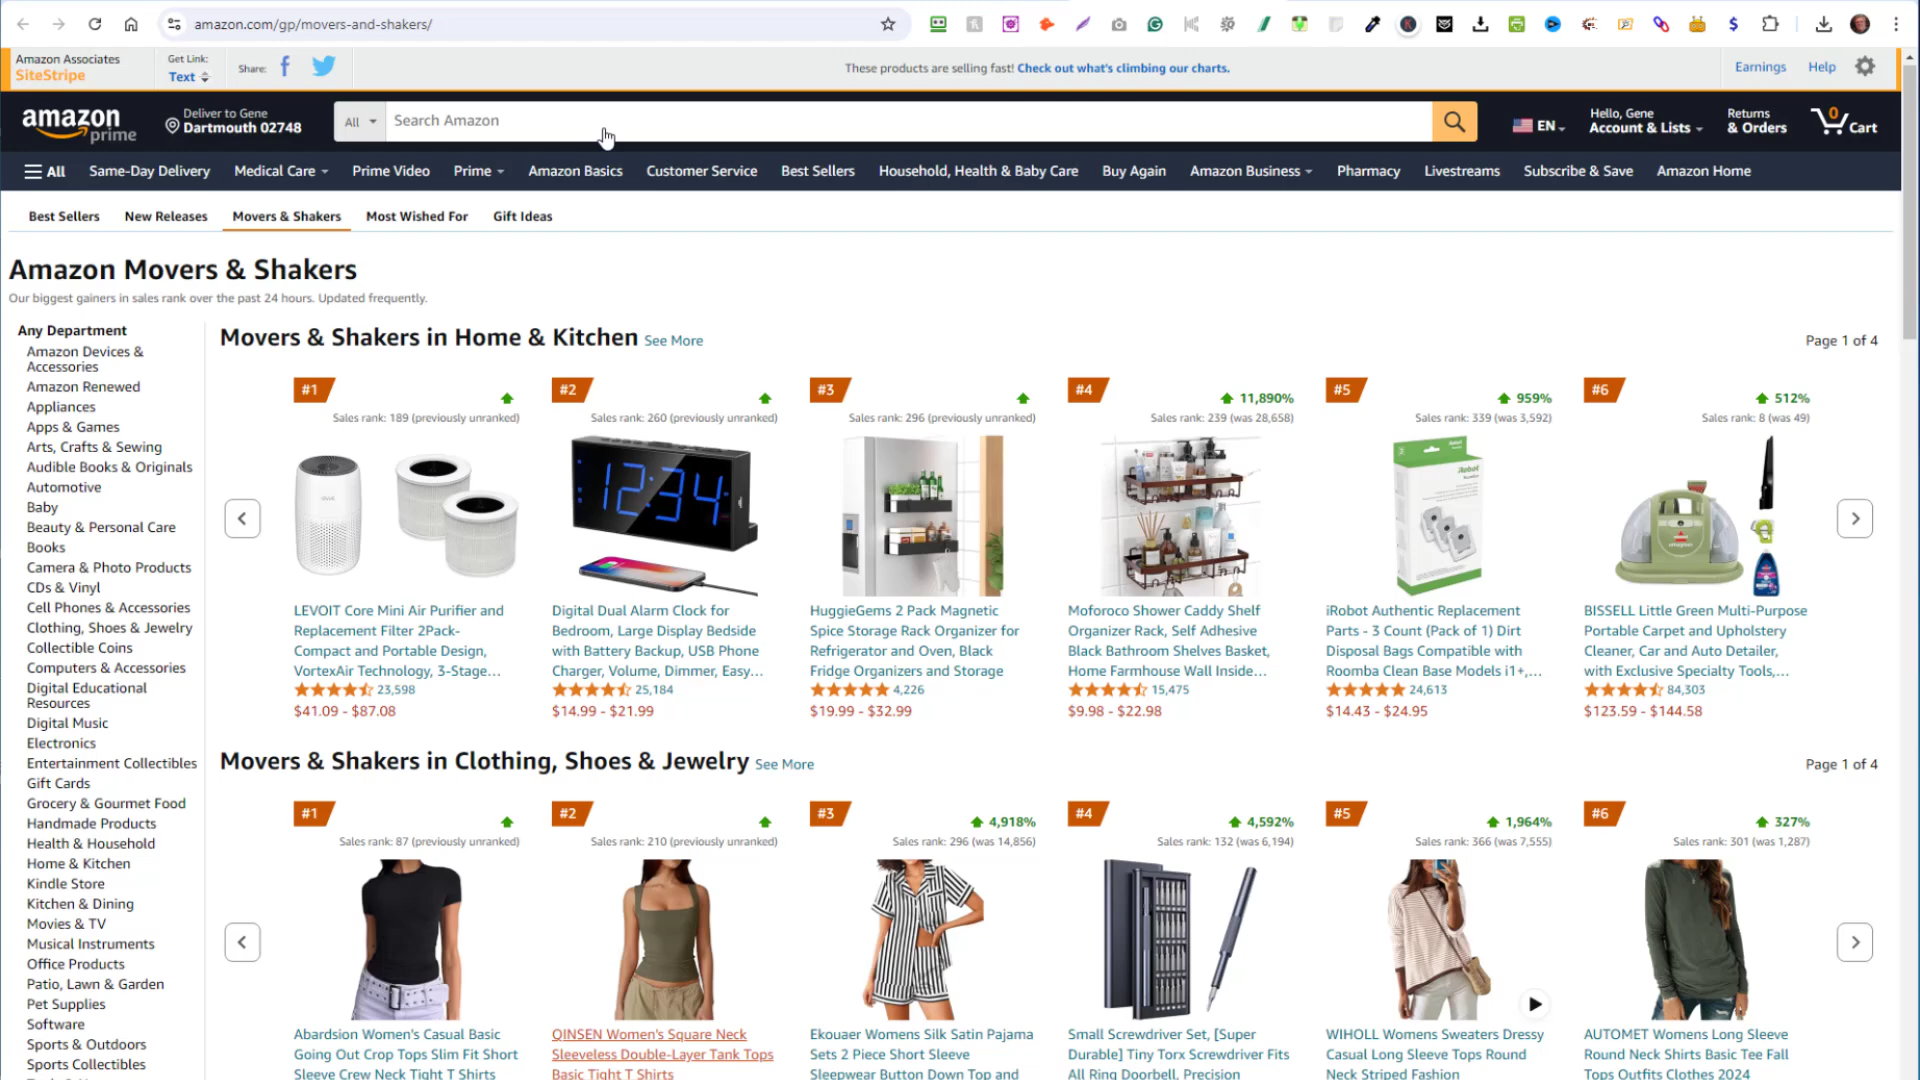 amazon.com/gp/movers-and-shakers/
Amazon Associates
SiteStripe
Get Link:
Text
Share:
These products are selling fast! Check out what's climbing our charts.
Earnings
Help
amazon
prime
Deliver to Gene
Dartmouth 02748
All
Search Amazon
EN
Hello, Gene
Account & Lists
Returns
& Orders
0
Cart
All
Same-Day Delivery
Medical Care
Prime Video
Prime
Amazon Basics
Customer Service
Best Sellers
Household, Health & Baby Care
Buy Again
Amazon Business
Pharmacy
Livestreams
Subscribe & Save
Amazon Home
Best Sellers
New Releases
Movers & Shakers
Most Wished For
Gift Ideas
Amazon Movers & Shakers
Our biggest gainers in sales rank over the past 24 hours. Updated frequently.
Any Department
Amazon Devices &
Accessories
Amazon Renewed
Appliances
Apps & Games
Arts, Crafts & Sewing
Audible Books & Originals
Automotive
Baby
Beauty & Personal Care
Books
Camera & Photo Products
CDs & Vinyl
Cell Phones & Accessories
Clothing, Shoes & Jewelry
Collectible Coins
Computers & Accessories
Digital Educational
Resources
Digital Music
Electronics
Entertainment Collectibles
Gift Cards
Grocery & Gourmet Food
Handmade Products
Health & Household
Home & Kitchen
Kindle Store
Kitchen & Dining
Movies & TV
Musical Instruments
Office Products
Patio, Lawn & Garden
Pet Supplies
Software
Sports & Outdoors
Sports Collectibles
Movers & Shakers in Home & Kitchen See More
Page 1 of 4
#1
Sales rank: 189 (previously unranked)
LEVOIT Core Mini Air Purifier and
Replacement Filter 2Pack-
Compact and Portable Design,
VortexAir Technology, 3-Stage…
23,598
$41.09 - $87.08
#2
Sales rank: 260 (previously unranked)
12:34
Digital Dual Alarm Clock for
Bedroom, Large Display Bedside
with Battery Backup, USB Phone
Charger, Volume, Dimmer, Easy…
25,184
$14.99 - $21.99
#3
Sales rank: 296 (previously unranked)
HuggieGems 2 Pack Magnetic
Spice Storage Rack Organizer for
Refrigerator and Oven, Black
Fridge Organizers and Storage
4,226
$19.99 - $32.99
#4
11,890%
Sales rank: 239 (was 28,658)
Moforoco Shower Caddy Shelf
Organizer Rack, Self Adhesive
Black Bathroom Shelves Basket,
Home Farmhouse Wall Inside…
15,475
$9.98 - $22.98
#5
959%
Sales rank: 339 (was 3,592)
iRobot
iRobot Authentic Replacement
Parts - 3 Count (Pack of 1) Dirt
Disposal Bags Compatible with
Roomba Clean Base Models i1+,…
24,613
$14.43 - $24.95
#6
512%
Sales rank: 8 (was 49)
BISSELL Little Green Multi-Purpose
Portable Carpet and Upholstery
Cleaner, Car and Auto Detailer,
with Exclusive Specialty Tools,…
84,303
$123.59 - $144.58
Movers & Shakers in Clothing, Shoes & Jewelry See More
Page 1 of 4
#1
Sales rank: 87 (previously unranked)
Abardsion Women's Casual Basic
Going Out Crop Tops Slim Fit Short
Sleeve Crew Neck Tight T Shirts
#2
Sales rank: 210 (previously unranked)
QINSEN Women's Square Neck
Sleeveless Double-Layer Tank Tops
Basic Tight T Shirts
#3
4,918%
Sales rank: 296 (was 14,856)
Ekouaer Womens Silk Satin Pajama
Sets 2 Piece Short Sleeve
Sleepwear Button Down Top and
#4
4,592%
Sales rank: 132 (was 6,194)
Small Screwdriver Set, [Super
Durable] Tiny Torx Screwdriver Fits
All Ring Doorbell, Precision
#5
1,964%
Sales rank: 366 (was 7,555)
WIHOLL Womens Sweaters Dressy
Casual Long Sleeve Tops Round
Neck Striped Fashion
#6
327%
Sales rank: 301 (was 1,287)
AUTOMET Womens Long Sleeve
Round Neck Shirts Basic Tee Fall
Tops Outfits Clothes 2024